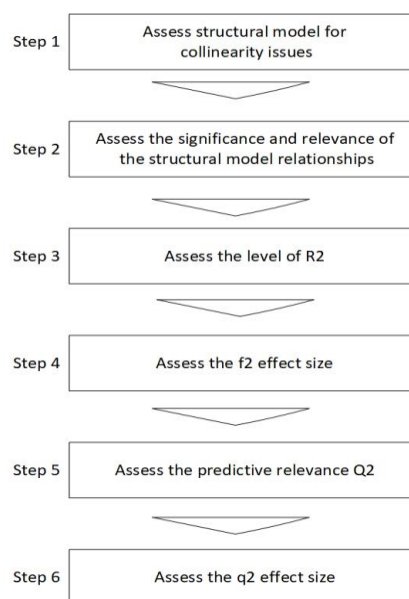 Step 1
Assess structural model for
collinearity issues
Step 2
Assess the significance and relevance of
the structural model relationships
Step 3
Assess the level of R2
Step 4
Assess the f2 effect size
Step 5
Assess the predictive relevance Q2
Step 6
Assess the q2 effect size